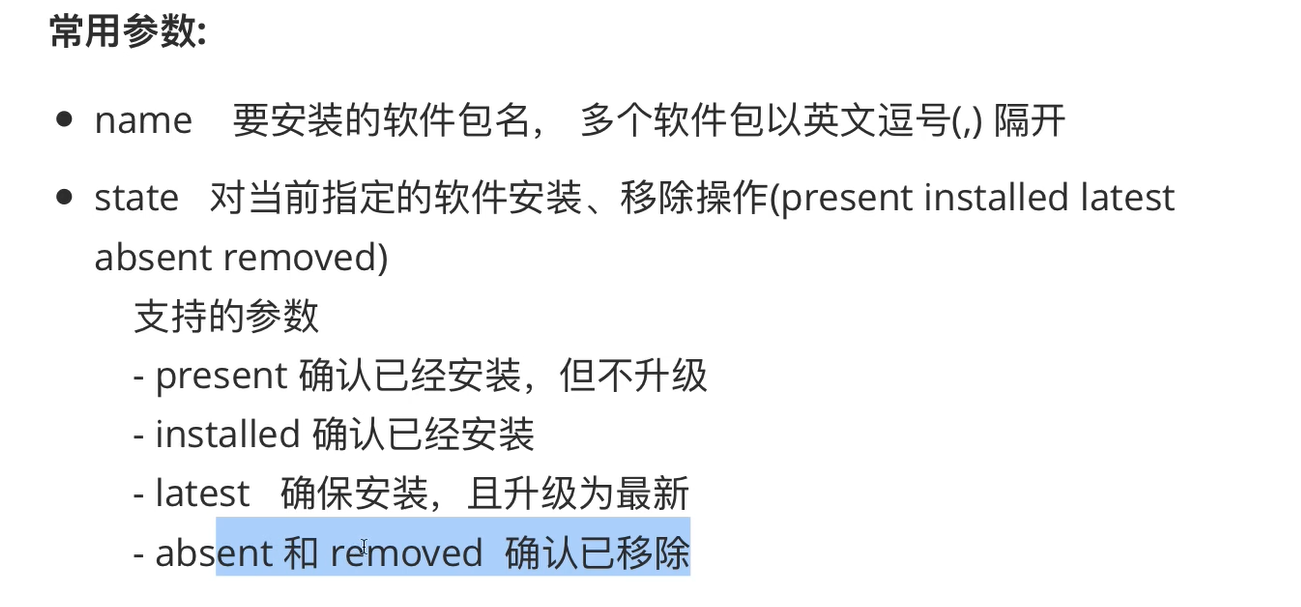 常用参数:
• name 要安装的软件包名， 多个软件包以英文逗号(,) 隔开
• state 对当前指定的软件安装、移除操作(present installed latest
absent removed)
支持的参数
- present 确认已经安装，但不升级
- installed 确认已经安装
- latest 确保安装，且升级为最新
- absent 和 removed 确认已移除